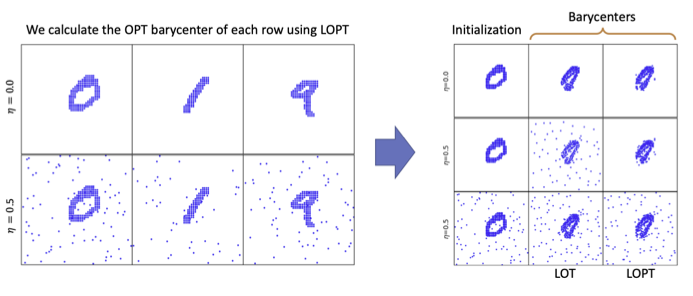 We calculate the OPT barycenter of each row using LOPT
η = 0.0
η = 0.5
Barycenters
Initialization
η=0.0
η=0.5
η=0.5
LOT LOPT